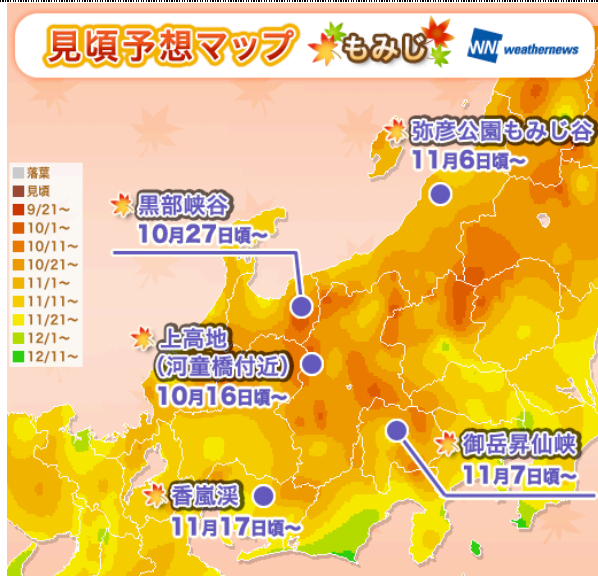 見頃予想マップ もみじ WNI weathernews
弥彦公園もみじ谷
11月6日頃〜
落葉
見頃
9/21〜
10/1〜
10/11〜
10/21〜
11/1〜
11/11〜
11/21〜
12/1〜
12/11〜
黒部峡谷
10月27日頃〜
上高地
（河童橋付近）
10月16日頃〜
御岳昇仙峡
11月7日頃〜
香嵐渓
11月17日頃〜